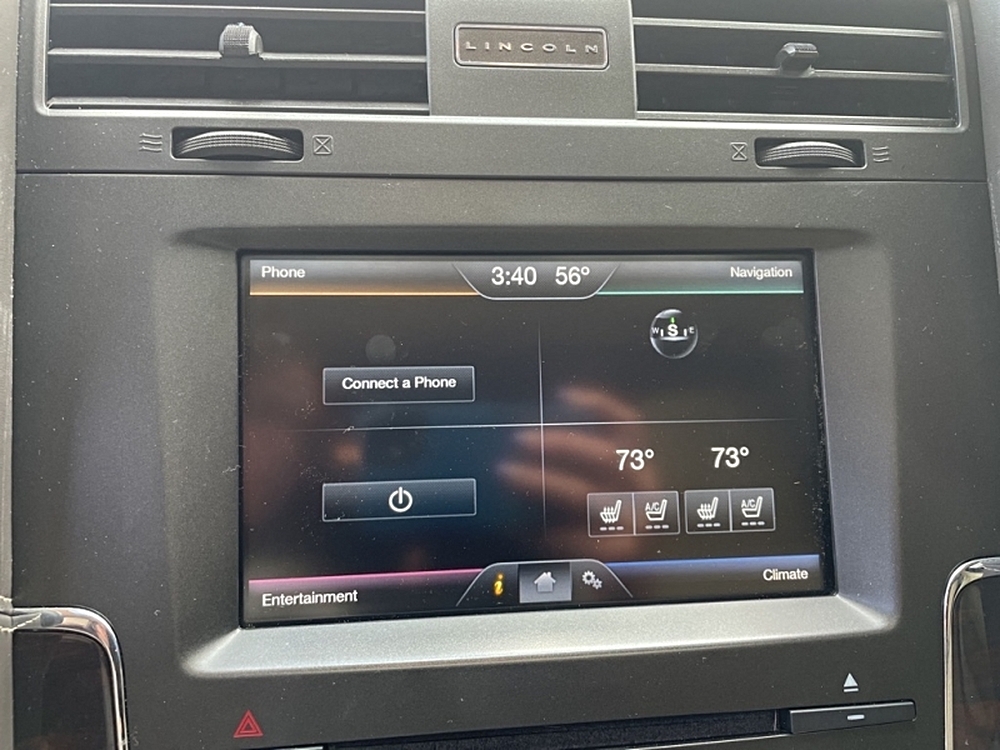 LINCOLN
Phone 3:40 56° Navigation
W S E
Connect a Phone
73° 73°
A/C A/C
Entertainment i Climate